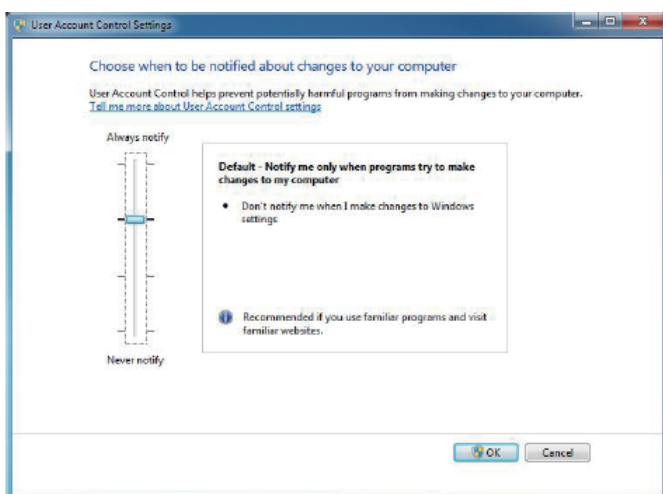 User Account Control Settings
Choose when to be notified about changes to your computer
User Account Control helps prevent potentially harmful programs from making changes to your computer.
Tell me more about User Account Control settings
Always notify
Default - Notify me only when programs try to make
changes to my computer
• Don't notify me when I make changes to Windows
settings
Recommended if you use familiar programs and visit
familiar websites.
Never notify
OK
Cancel